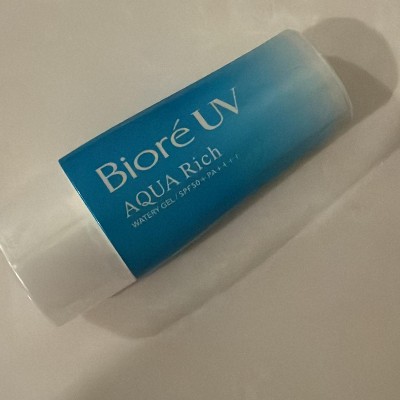 Bioré UV
AQUA Rich
WATERY GEL / SPF50+ PA++++